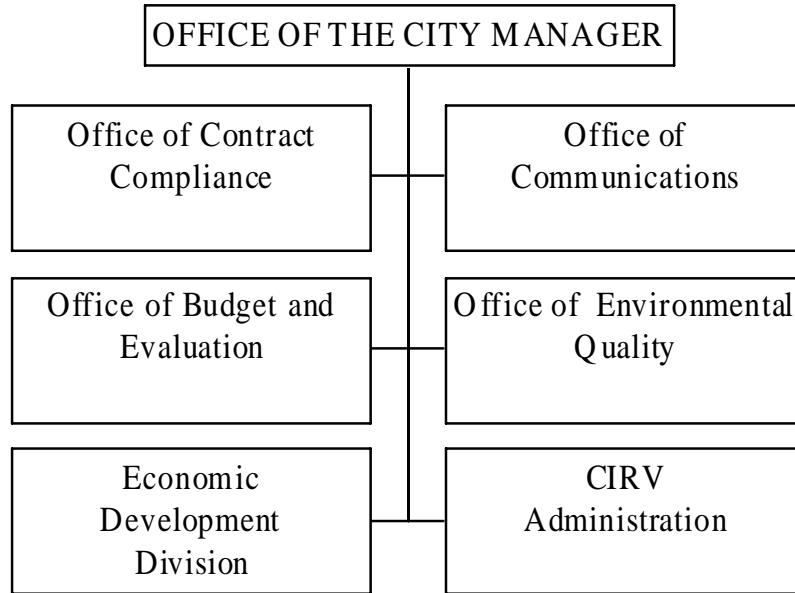 OFFICE OF THE CITY MANAGER
Office of Contract
Compliance
Office of
Communications
Office of Budget and
Evaluation
Office of Environmental
Quality
Economic
Development
Division
CIRV
Administration